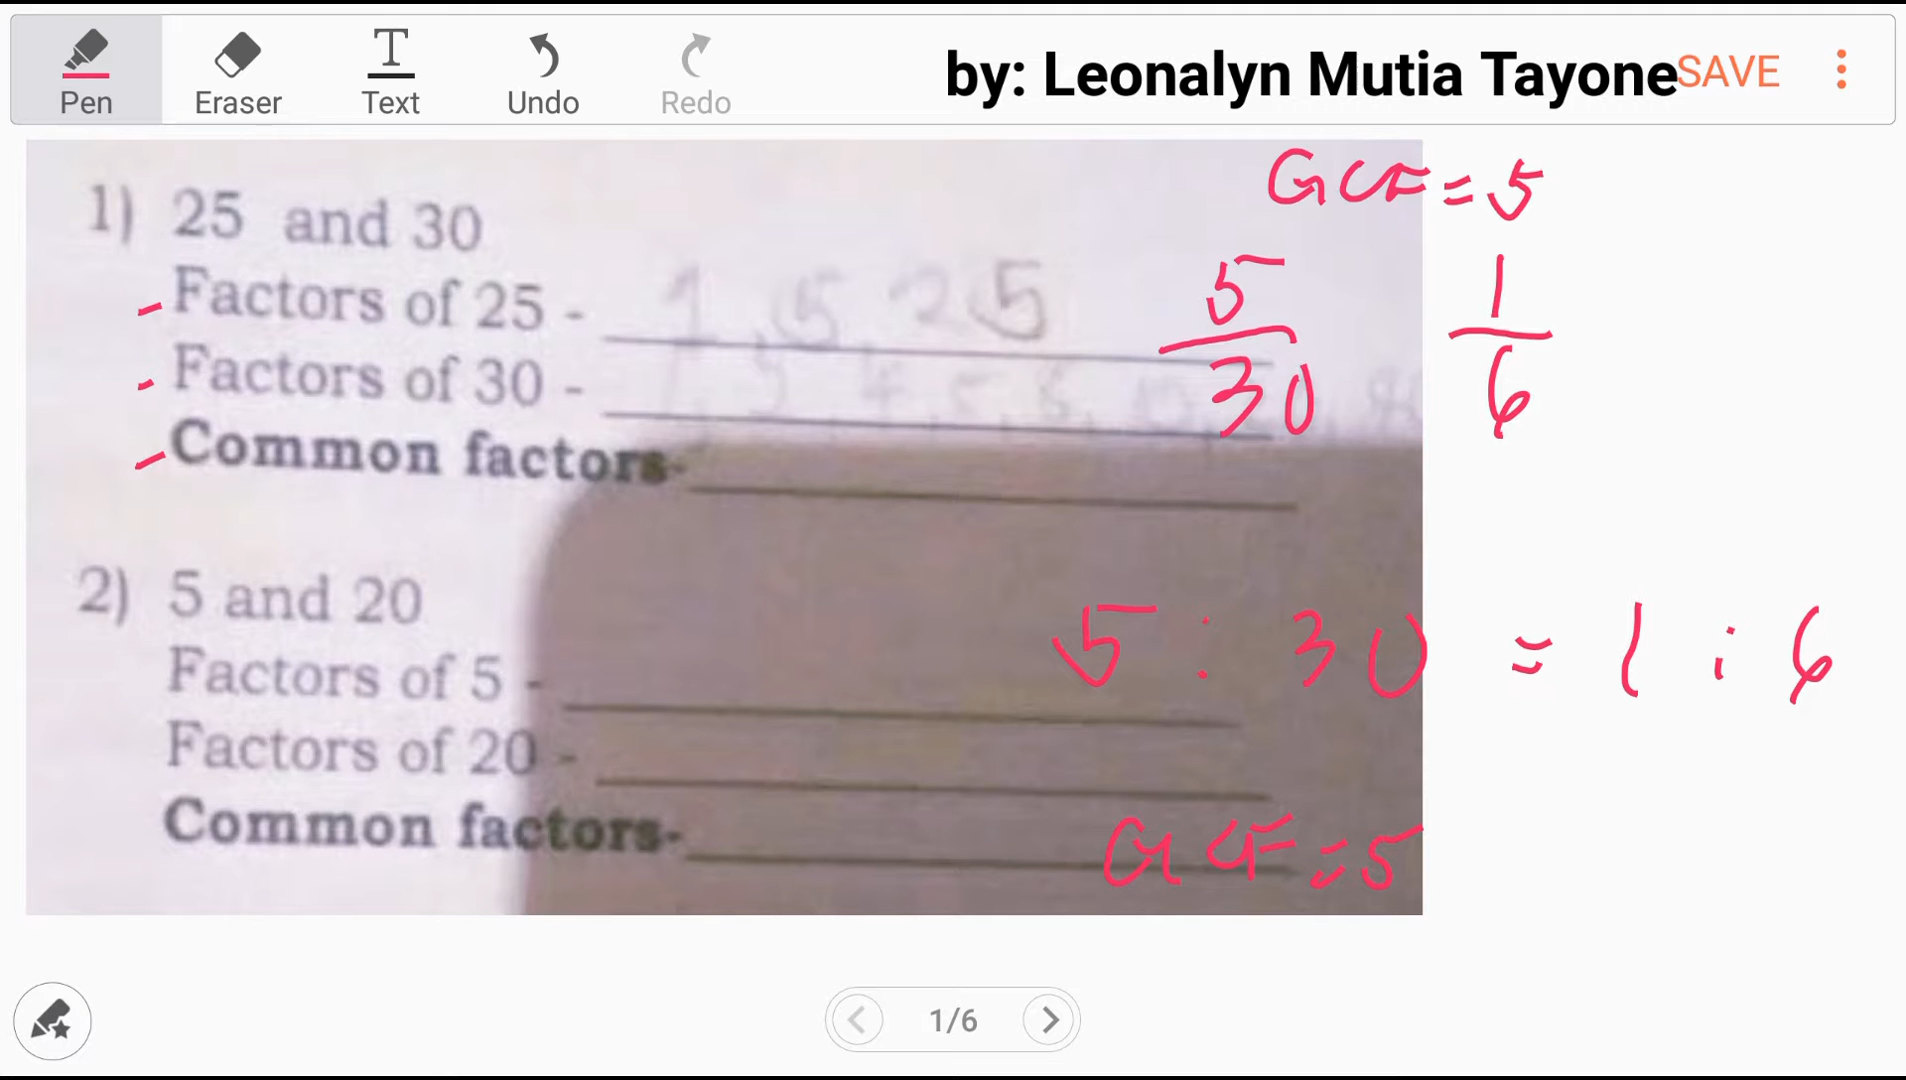 Pen Eraser Text Undo Redo by: Leonalyn Mutia Tayone SAVE
GCF = 5
1) 25 and 30
Factors of 25 - 1, 5 25
Factors of 30 -
Common factors-
5/30 1/6
2) 5 and 20
Factors of 5 -
Factors of 20 -
Common factors-
5 : 30 = 1 : 6
GCF = 5
1/6